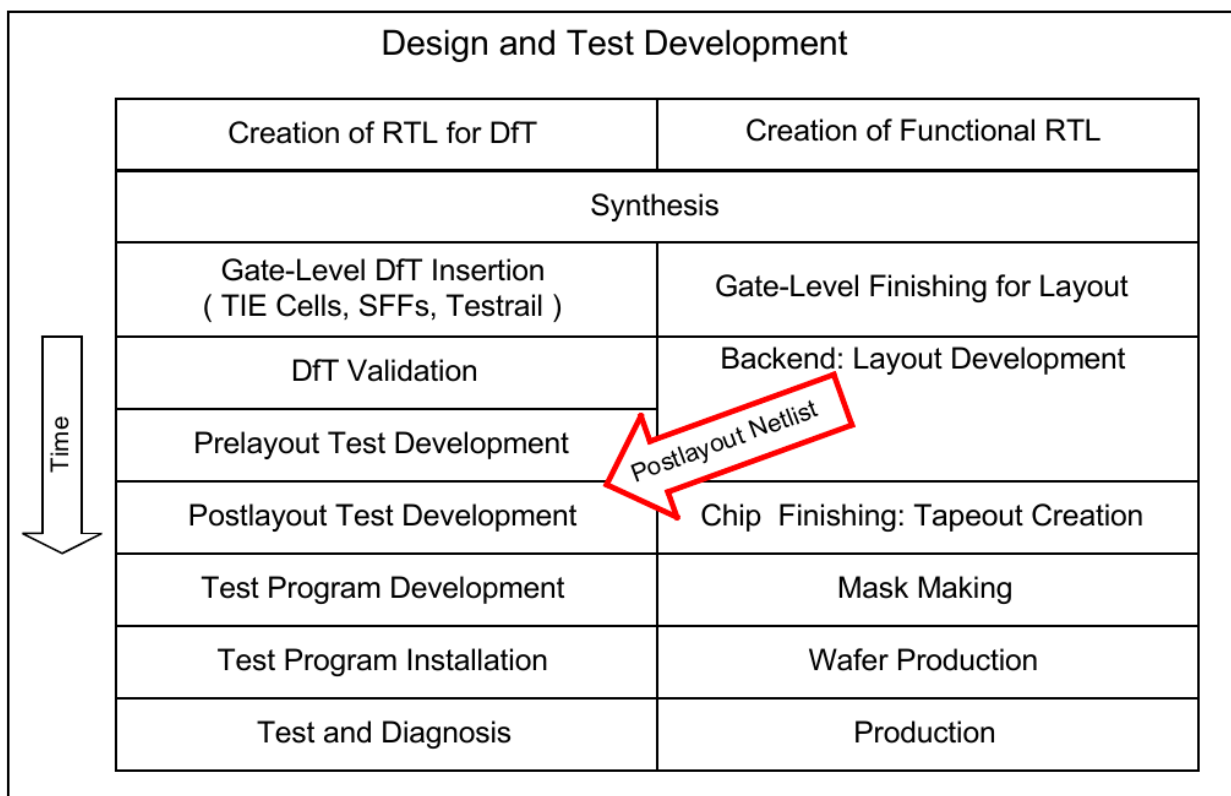 Design and Test Development
Creation of RTL for DfT
Creation of Functional RTL
Synthesis
Gate-Level DfT Insertion
( TIE Cells, SFFs, Testrail )
Gate-Level Finishing for Layout
Time
DfT Validation
Backend: Layout Development
Prelayout Test Development
Postlayout Netlist
Postlayout Test Development
Chip Finishing: Tapeout Creation
Test Program Development
Mask Making
Test Program Installation
Wafer Production
Test and Diagnosis
Production